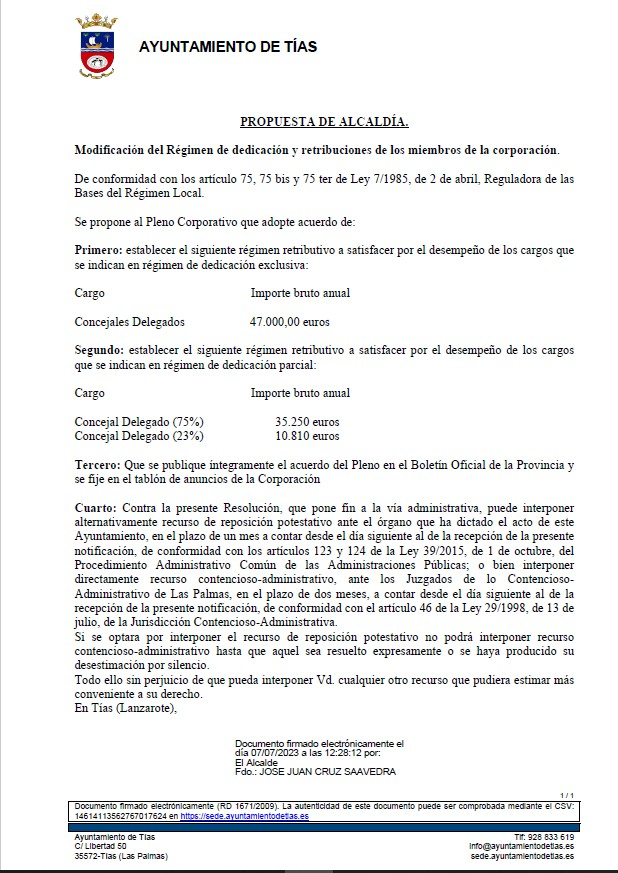 AYUNTAMIENTO DE TÍAS
PROPUESTA DE ALCALDÍA.
Modificación del Régimen de dedicación y retribuciones de los miembros de la corporación.
De conformidad con los artículo 75, 75 bis y 75 ter de Ley 7/1985, de 2 de abril, Reguladora de las
Bases del Régimen Local.
Se propone al Pleno Corporativo que adopte acuerdo de:
Primero: establecer el siguiente régimen retributivo a satisfacer por el desempeño de los cargos que
se indican en régimen de dedicación exclusiva:
Cargo Importe bruto anual
Concejales Delegados 47.000,00 euros
Segundo: establecer el siguiente régimen retributivo a satisfacer por el desempeño de los cargos
que se indican en régimen de dedicación parcial:
Cargo Importe bruto anual
Concejal Delegado (75%) 35.250 euros
Concejal Delegado (23%) 10.810 euros
Tercero: Que se publique íntegramente el acuerdo del Pleno en el Boletín Oficial de la Provincia y
se fije en el tablón de anuncios de la Corporación
Cuarto: Contra la presente Resolución, que pone fin a la vía administrativa, puede interponer
alternativamente recurso de reposición potestativo ante el órgano que ha dictado el acto de este
Ayuntamiento, en el plazo de un mes a contar desde el día siguiente al de la recepción de la presente
notificación, de conformidad con los artículos 123 y 124 de la Ley 39/2015, de 1 de octubre, del
Procedimiento Administrativo Común de las Administraciones Públicas; o bien interponer
directamente recurso contencioso-administrativo, ante los Juzgados de lo Contencioso-
Administrativo de Las Palmas, en el plazo de dos meses, a contar desde el día siguiente al de la
recepción de la presente notificación, de conformidad con el artículo 46 de la Ley 29/1998, de 13 de
julio, de la Jurisdicción Contencioso-Administrativa.
Si se optara por interponer el recurso de reposición potestativo no podrá interponer recurso
contencioso-administrativo hasta que aquel sea resuelto expresamente o se haya producido su
desestimación por silencio.
Todo ello sin perjuicio de que pueda interponer Vd. cualquier otro recurso que pudiera estimar más
conveniente a su derecho.
En Tías (Lanzarote),
Documento firmado electrónicamente el
día 07/07/2023 a las 12:28:12 por:
El Alcalde
Fdo.: JOSE JUAN CRUZ SAAVEDRA
1 / 1
Documento firmado electrónicamente (RD 1671/2009). La autenticidad de este documento puede ser comprobada mediante el CSV:
14614113562767017624 en https://sede.ayuntamientodetias.es
Ayuntamiento de Tías Tlf: 928 833 619
C/ Libertad 50 info@ayuntamientodetias.es
35572-Tías (Las Palmas) sede.ayuntamientodetias.es